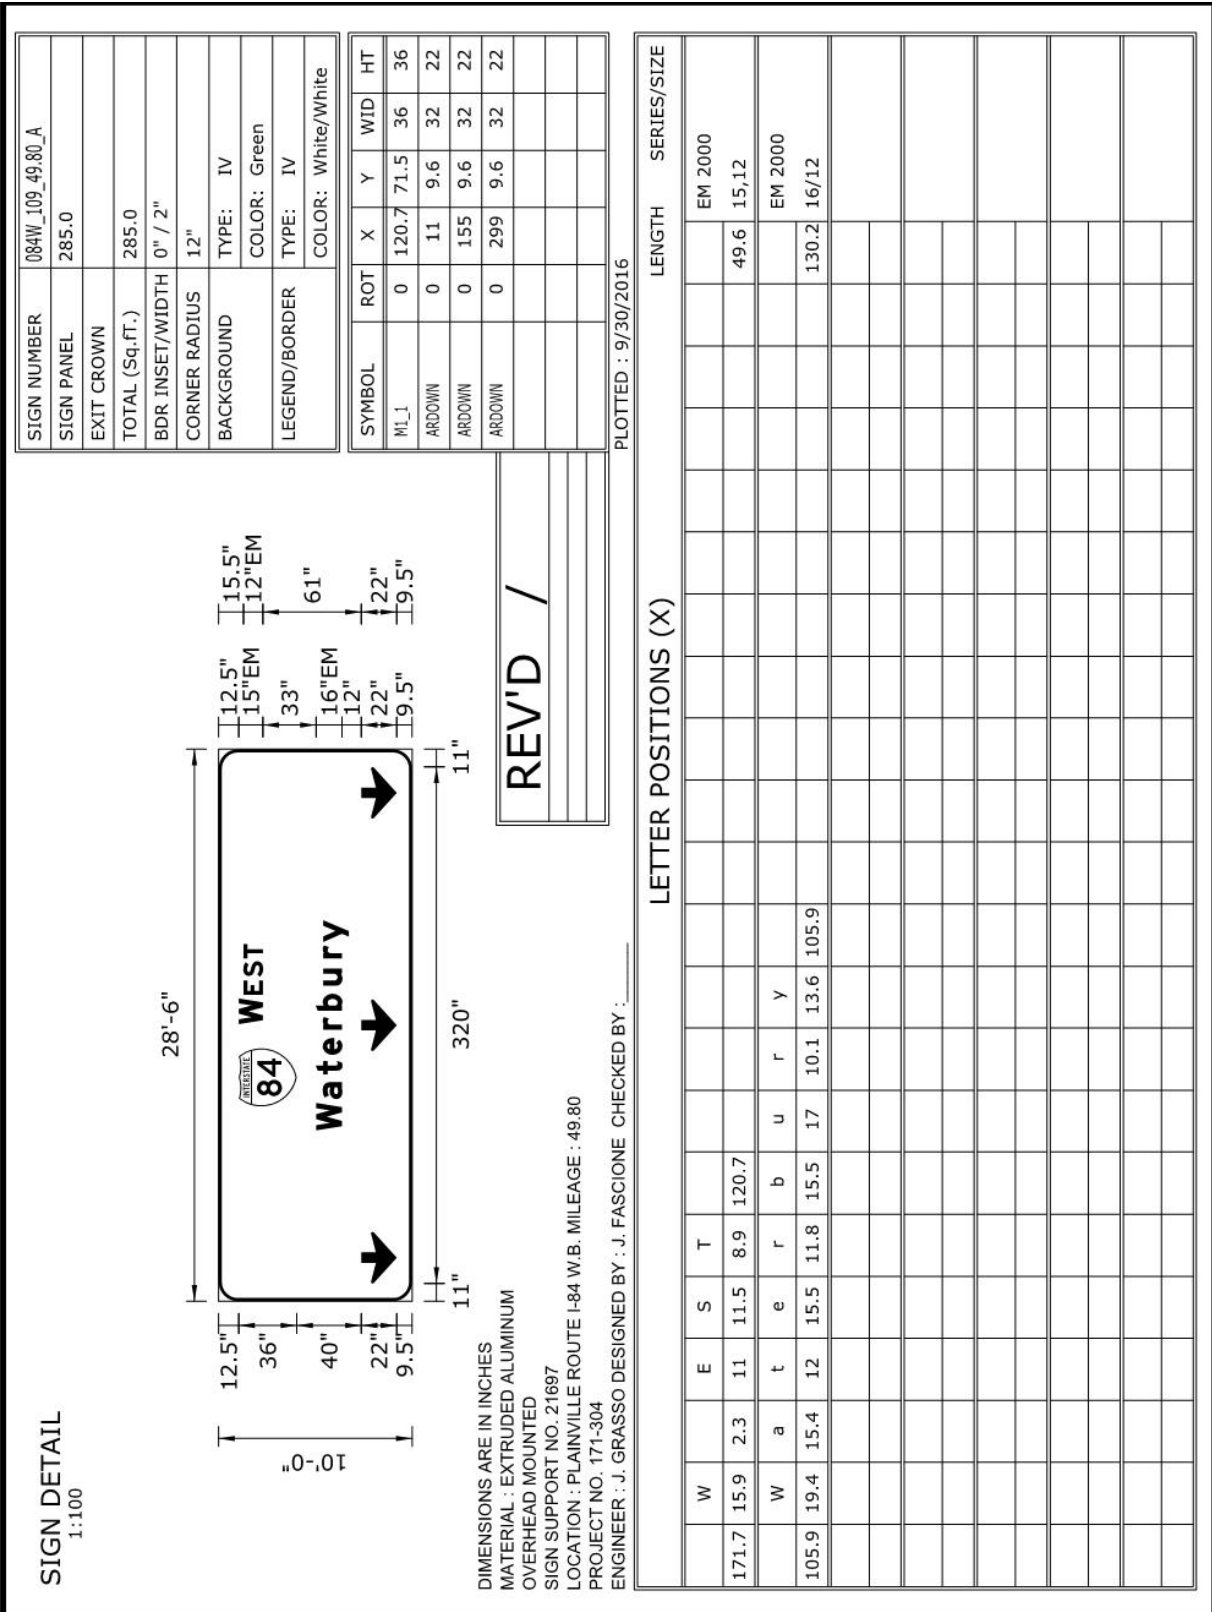 SIGN DETAIL
1:100
28'-6"
10'-0"
12.5"
36"
40"
22"
9.5"
INTERSTATE
84
WEST
Waterbury
12.5"
15"EM
33"
16"EM
12"
22"
9.5"
15.5"
12"EM
61"
22"
9.5"
11"
320"
11"
SIGN NUMBER 084W_109_49.80_A
SIGN PANEL 285.0
EXIT CROWN
TOTAL (Sq.fT.) 285.0
BDR INSET/WIDTH 0" / 2"
CORNER RADIUS 12"
BACKGROUND TYPE: IV
COLOR: Green
LEGEND/BORDER TYPE: IV
COLOR: White/White
SYMBOL ROT X Y WID HT
M1_1 0 120.7 71.5 36 36
ARDOWN 0 11 9.6 32 22
ARDOWN 0 155 9.6 32 22
ARDOWN 0 299 9.6 32 22
DIMENSIONS ARE IN INCHES
MATERIAL : EXTRUDED ALUMINUM
OVERHEAD MOUNTED
SIGN SUPPORT NO. 21697
LOCATION : PLAINVILLE ROUTE I-84 W.B. MILEAGE : 49.80
PROJECT NO. 171-304
ENGINEER : J. GRASSO DESIGNED BY : J. FASCIONE CHECKED BY :______
REV'D /
PLOTTED : 9/30/2016
LETTER POSITIONS (X) LENGTH SERIES/SIZE
W E S T EM 2000
171.7 15.9 2.3 11 11.5 8.9 120.7 49.6 15,12
W a t e r b u r y EM 2000
105.9 19.4 15.4 12 15.5 11.8 15.5 17 10.1 13.6 105.9 130.2 16/12